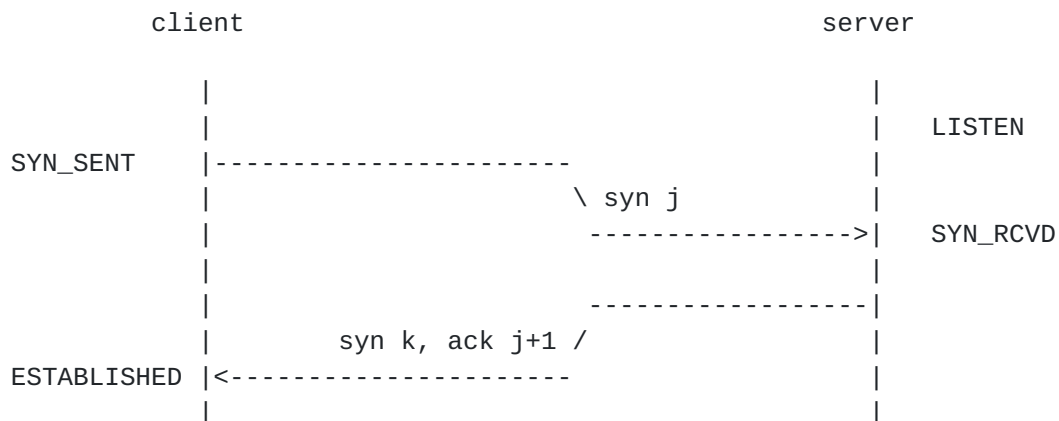 client server
LISTEN
SYN_SENT
\ syn j
SYN_RCVD
syn k, ack j+1 /
ESTABLISHED